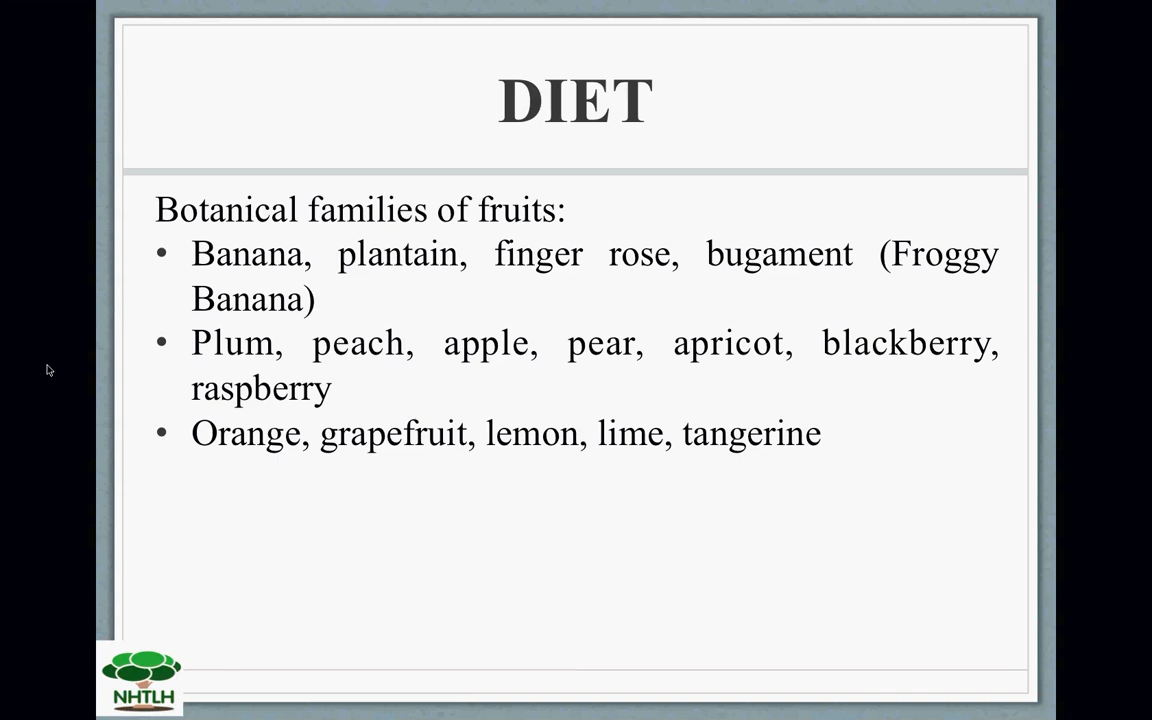 DIET
Botanical families of fruits:
• Banana, plantain, finger rose, bugament (Froggy
Banana)
• Plum, peach, apple, pear, apricot, blackberry,
raspberry
• Orange, grapefruit, lemon, lime, tangerine
NHTLH